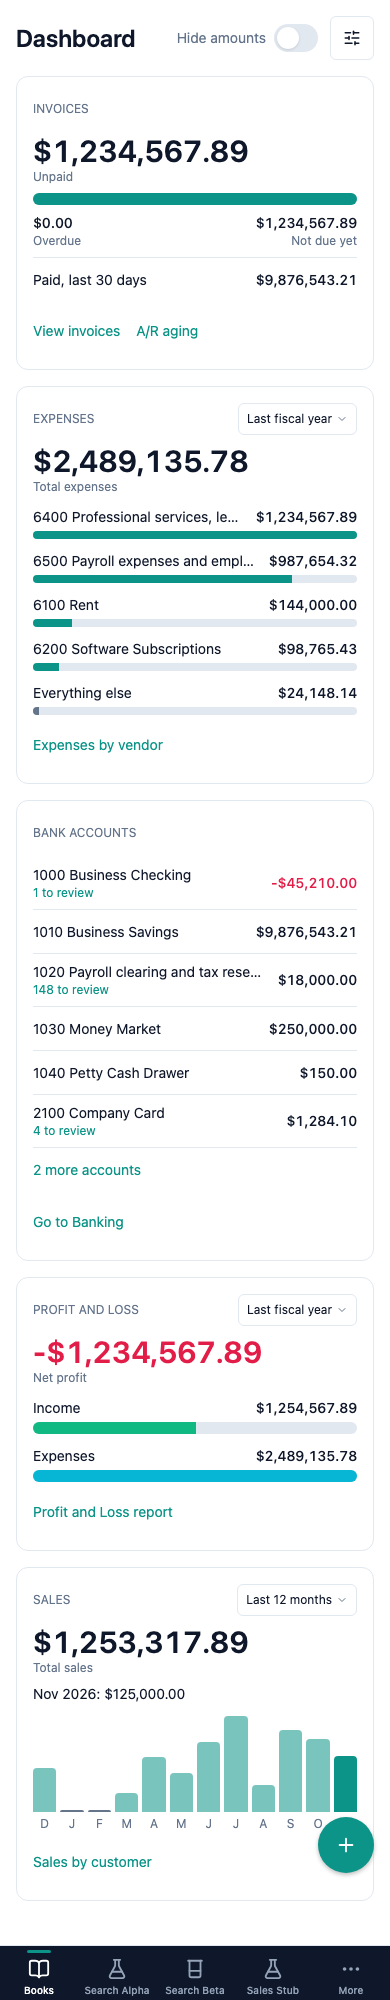 Dashboard
Hide amounts
INVOICES
$1,234,567.89
Unpaid
$0.00 $1,234,567.89
Overdue Not due yet
Paid, last 30 days $9,876,543.21
View invoices A/R aging
EXPENSES Last fiscal year
$2,489,135.78
Total expenses
6400 Professional services, le... $1,234,567.89
6500 Payroll expenses and empl... $987,654.32
6100 Rent $144,000.00
6200 Software Subscriptions $98,765.43
Everything else $24,148.14
Expenses by vendor
BANK ACCOUNTS
1000 Business Checking
1 to review -$45,210.00
1010 Business Savings $9,876,543.21
1020 Payroll clearing and tax rese... $18,000.00
148 to review
1030 Money Market $250,000.00
1040 Petty Cash Drawer $150.00
2100 Company Card $1,284.10
4 to review
2 more accounts
Go to Banking
PROFIT AND LOSS Last fiscal year
-$1,234,567.89
Net profit
Income $1,254,567.89
Expenses $2,489,135.78
Profit and Loss report
SALES Last 12 months
$1,253,317.89
Total sales
Nov 2026: $125,000.00
D J F M A M J J A S O
Sales by customer
Books Search Alpha Search Beta Sales Stub More